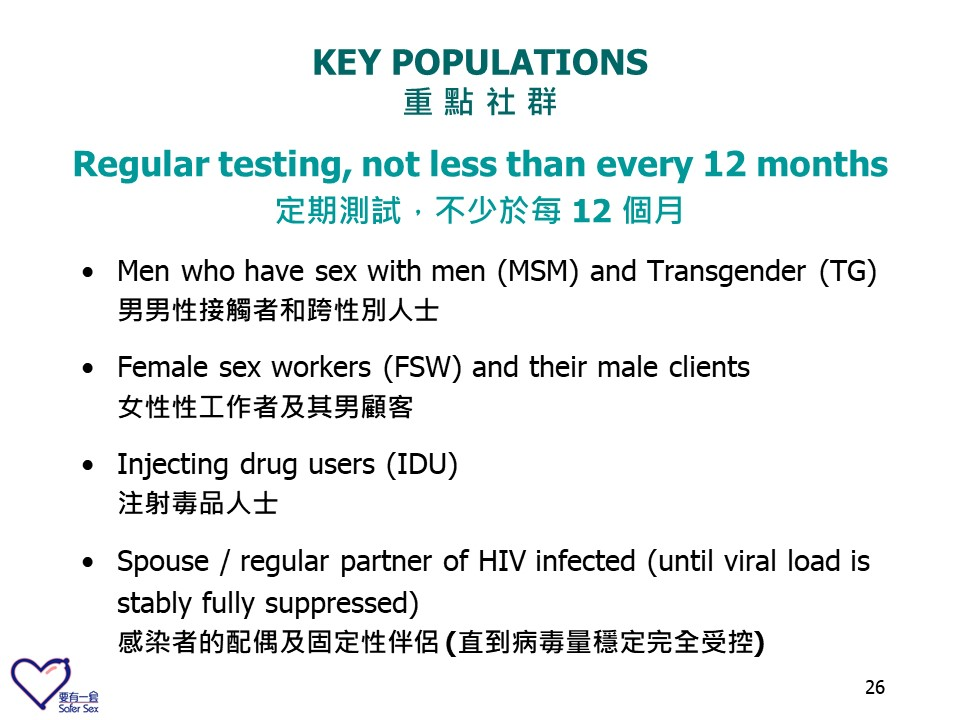 KEY POPULATIONS
重點社群
Regular testing, not less than every 12 months
定期測試，不少於每 12 個月
• Men who have sex with men (MSM) and Transgender (TG)
男男性接觸者和跨性別人士
• Female sex workers (FSW) and their male clients
女性性工作者及其男顧客
• Injecting drug users (IDU)
注射毒品人士
• Spouse / regular partner of HIV infected (until viral load is
stably fully suppressed)
感染者的配偶及固定性伴侶 (直到病毒量穩定完全受控)
要有一套
Safer Sex
26